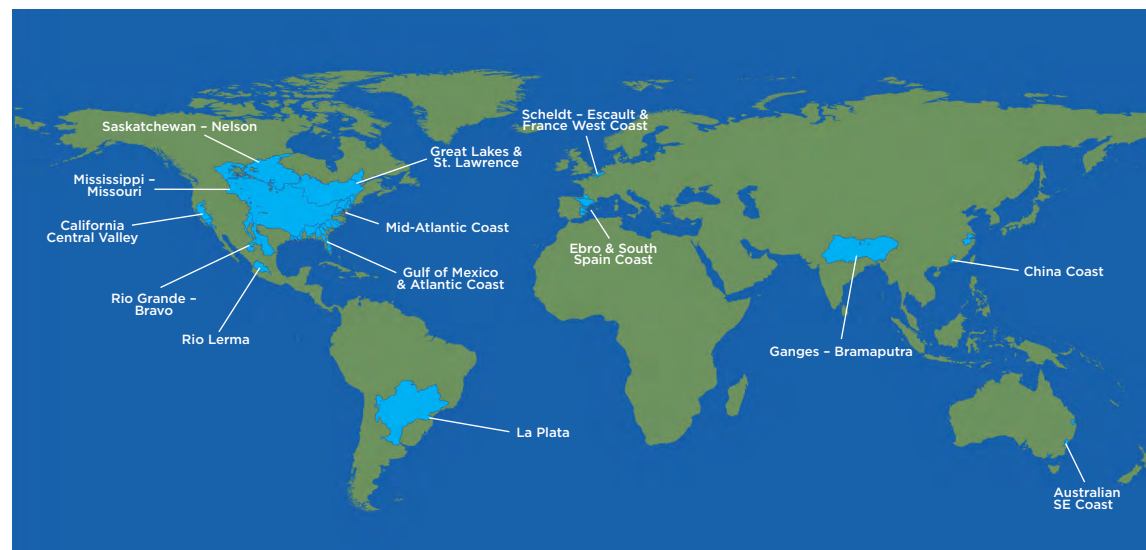 Saskatchewan – Nelson
Mississippi –
Missouri
California
Central Valley
Rio Grande –
Bravo
Rio Lerma
Great Lakes &
St. Lawrence
Mid-Atlantic Coast
Gulf of Mexico
& Atlantic Coast
La Plata
Scheldt – Escault &
France West Coast
Ebro & South
Spain Coast
Ganges – Bramaputra
China Coast
Australian
SE Coast